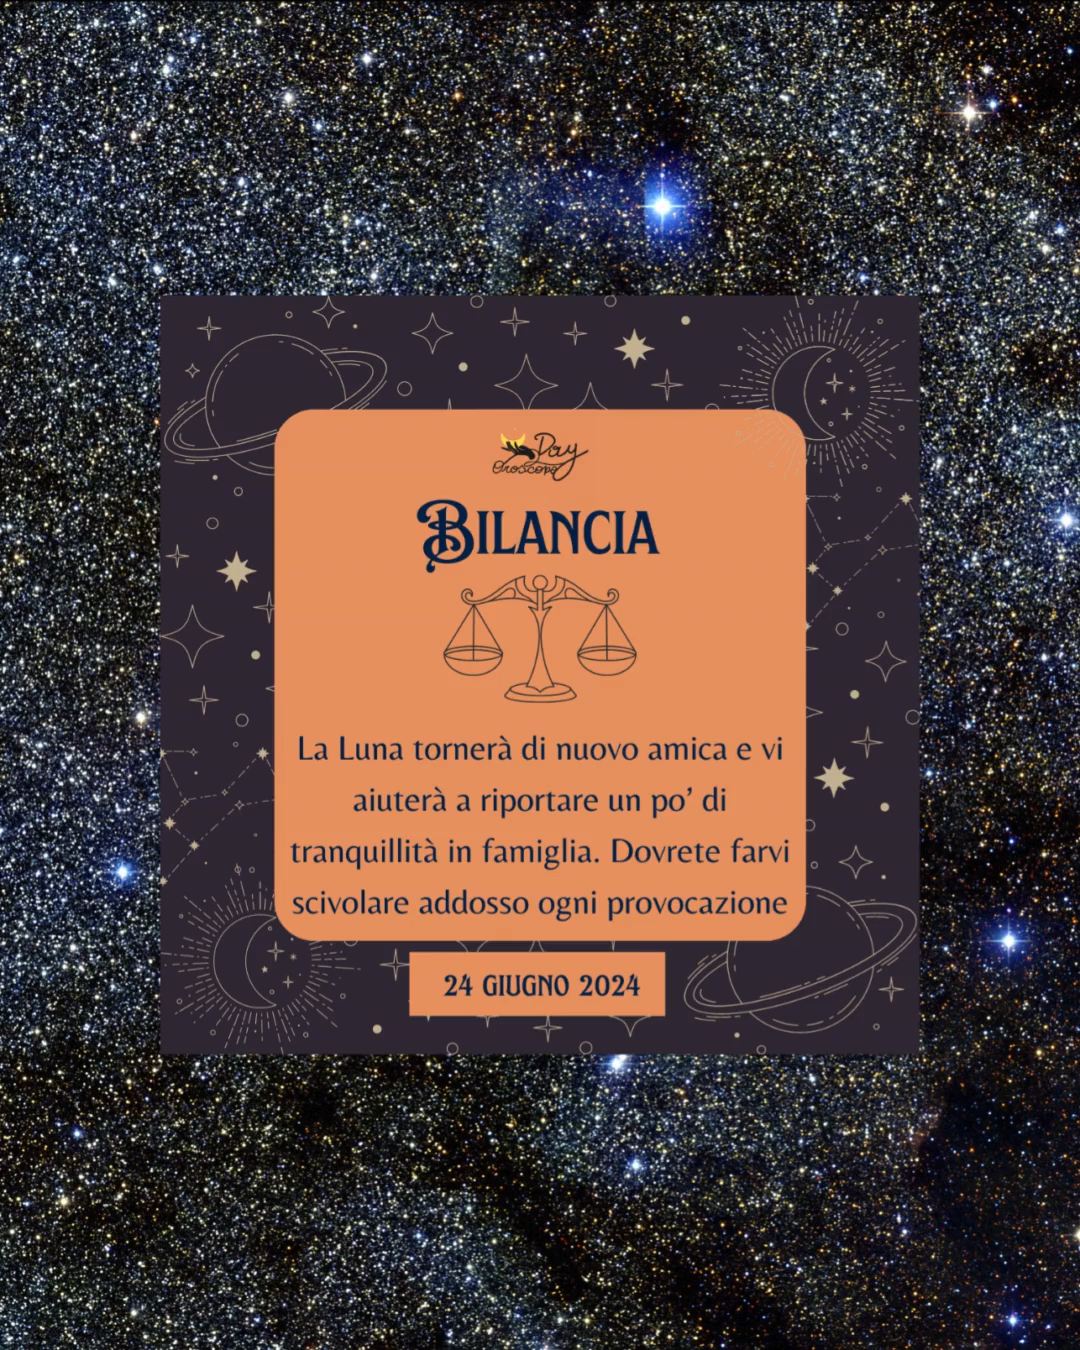 Day
Oroscopo
BILANCIA
La Luna tornerà di nuovo amica e vi
aiuterà a riportare un po’ di
tranquillità in famiglia. Dovrete farvi
scivolare addosso ogni provocazione
24 GIUGNO 2024